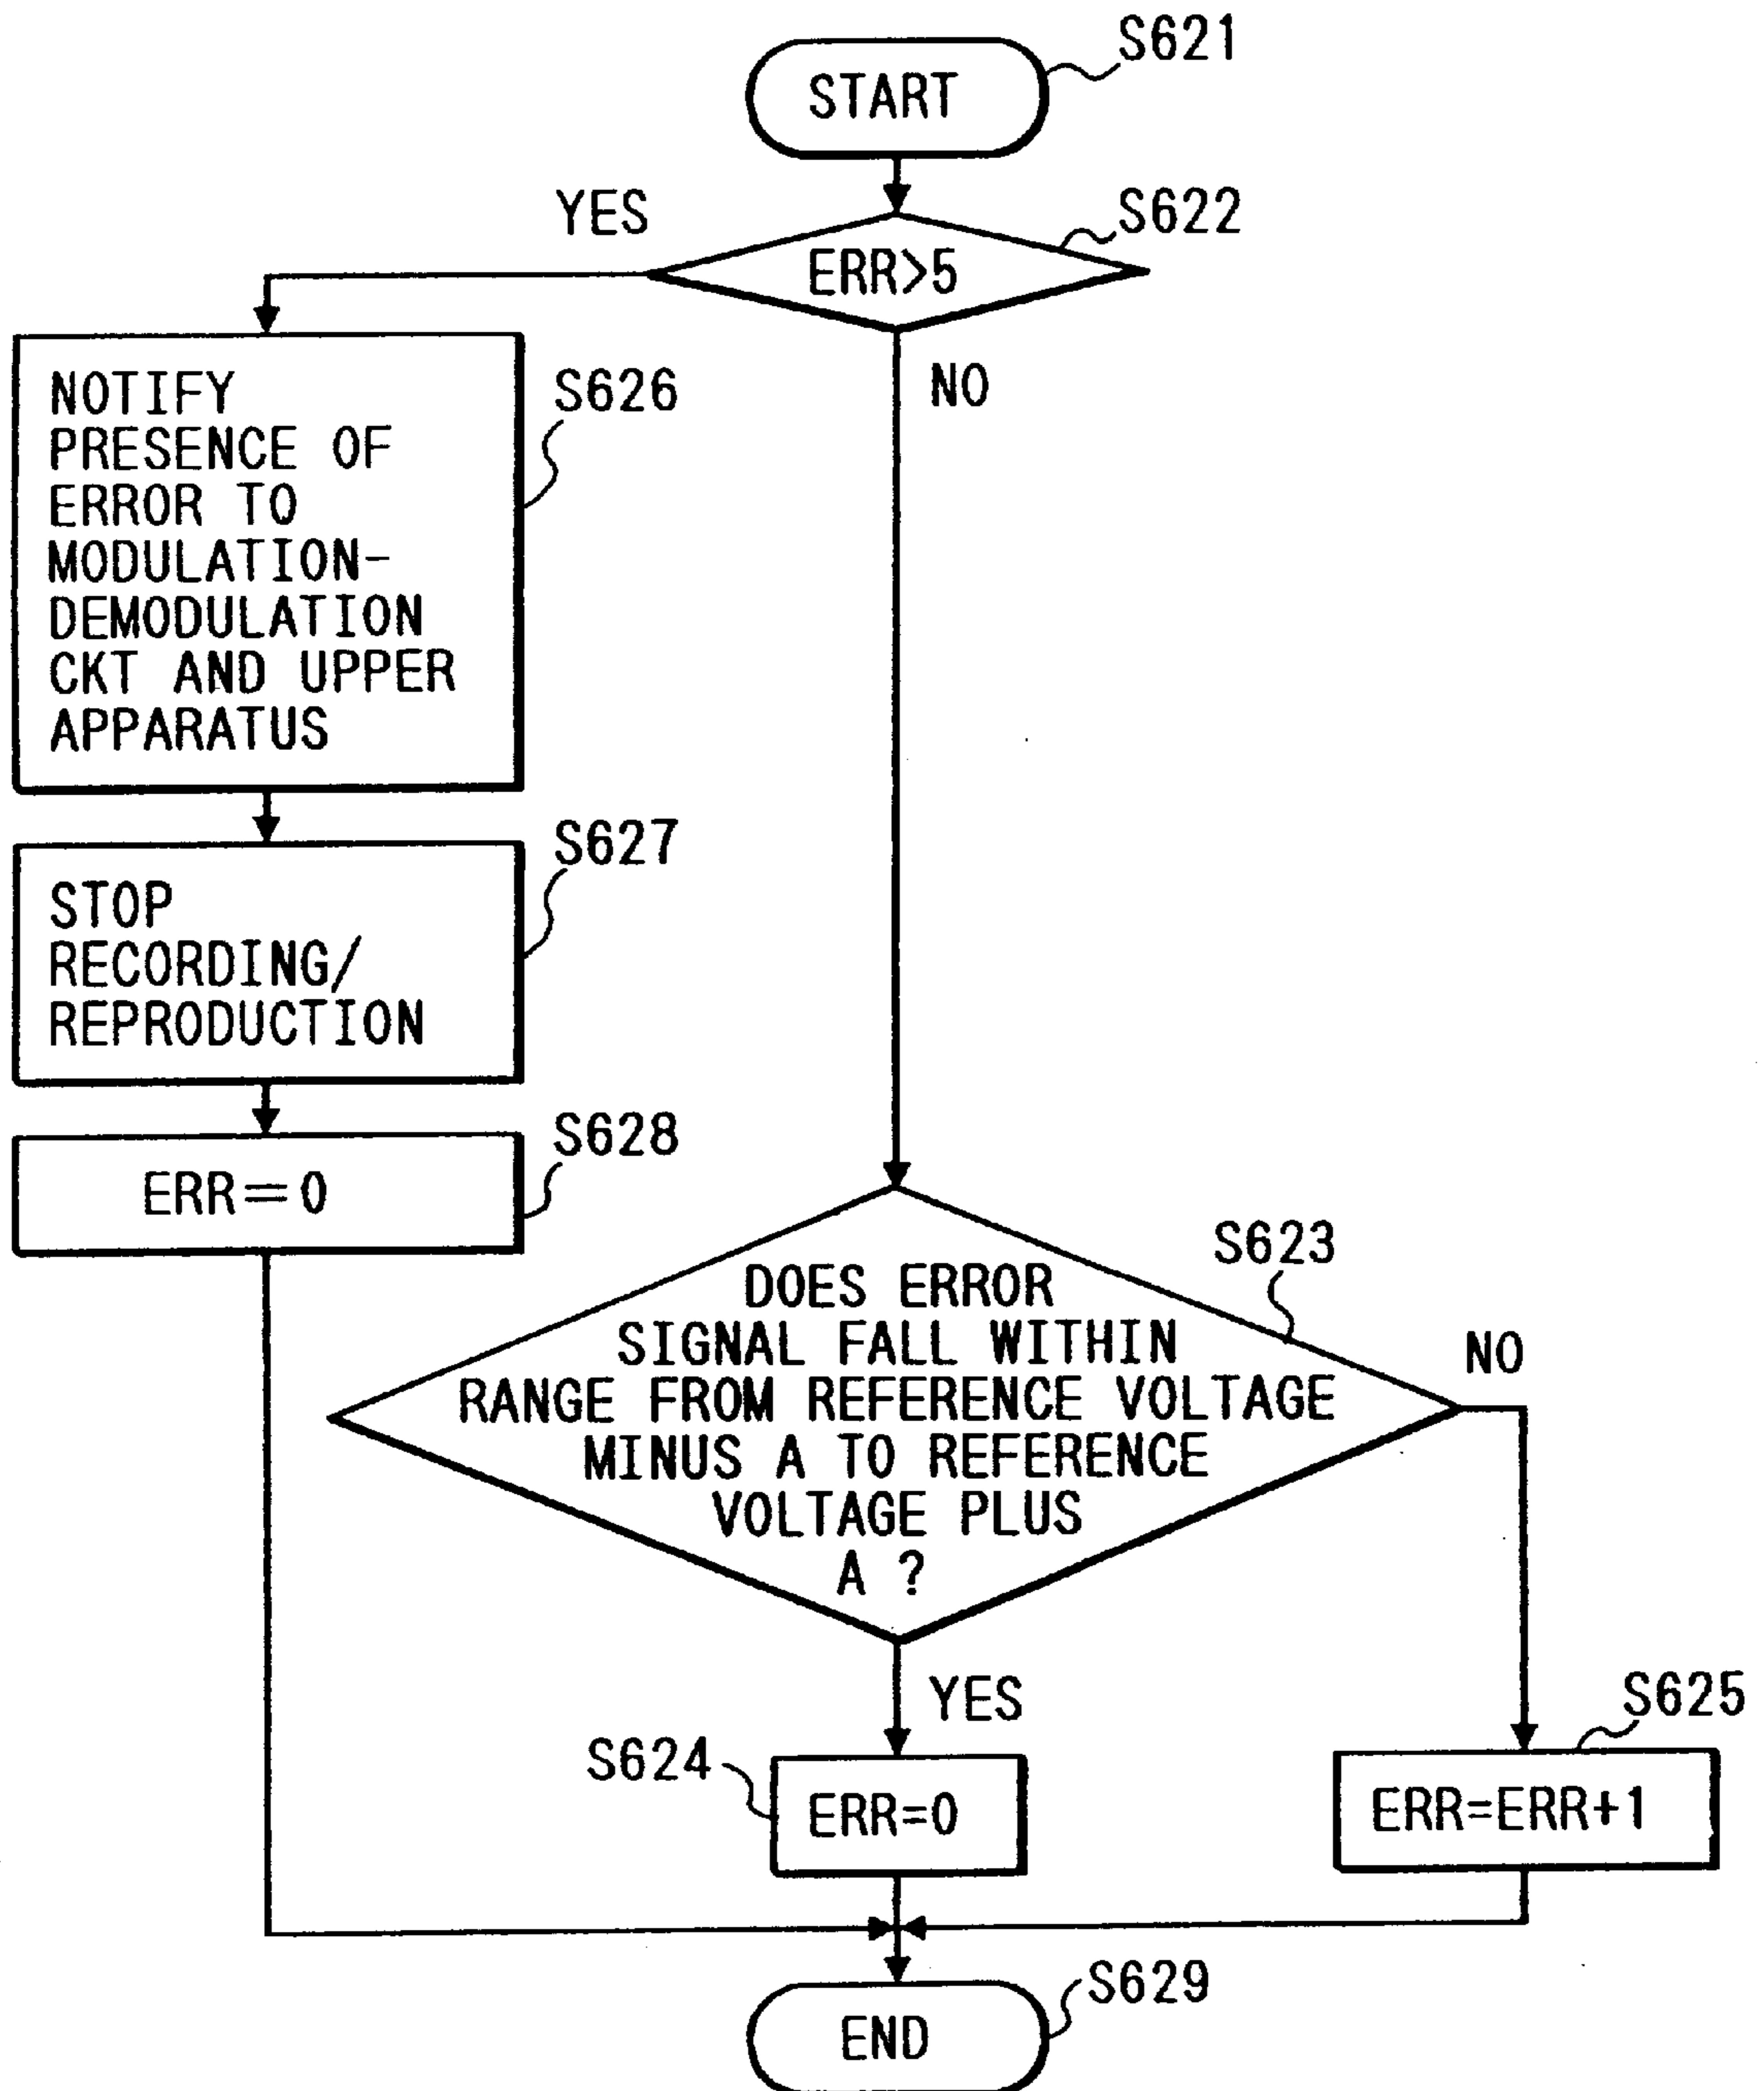 S621
START
YES
S622
ERR>5
NO
NOTIFY
PRESENCE OF
ERROR TO
MODULATION-
DEMODULATION
CKT AND UPPER
APPARATUS
S626
STOP
RECORDING/
REPRODUCTION
S627
ERR=0
S628
S623
DOES ERROR
SIGNAL FALL WITHIN
RANGE FROM REFERENCE VOLTAGE
MINUS A TO REFERENCE
VOLTAGE PLUS
A ?
NO
YES
S624
ERR=0
S625
ERR=ERR+1
END
S629